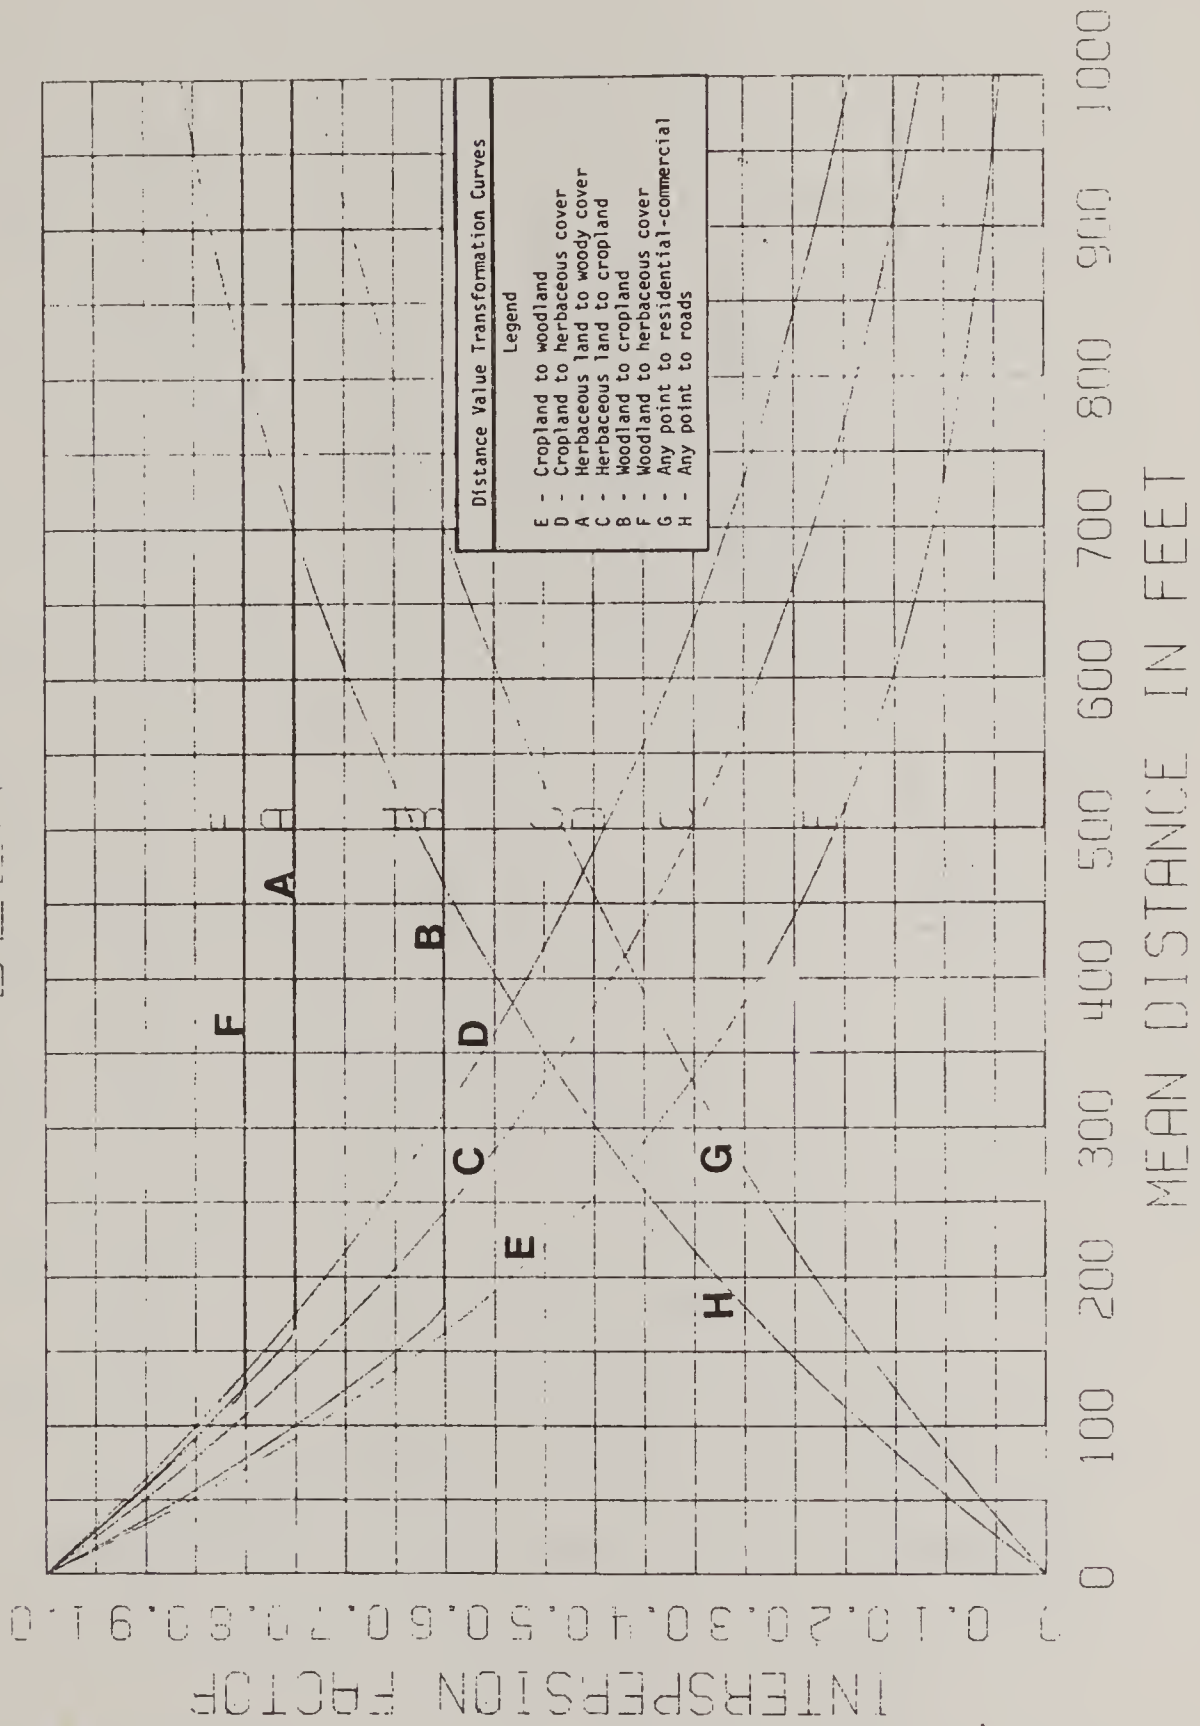 INTERSPERSION FACTOR
1.0
0.9
0.8
0.7
0.6
0.5
0.4
0.3
0.2
0.1
F
A
H
B
D
E
F
A
B
D
C
E
G
H
Distance Value Transformation Curves
Legend
E - Cropland to woodland
D - Cropland to herbaceous cover
A - Herbaceous land to woody cover
C - Herbaceous land to cropland
B - Woodland to cropland
F - Woodland to herbaceous cover
G - Any point to residential-commercial
H - Any point to roads
0 100 200 300 400 500 600 700 800 900 1000
MEAN DISTANCE IN FEET